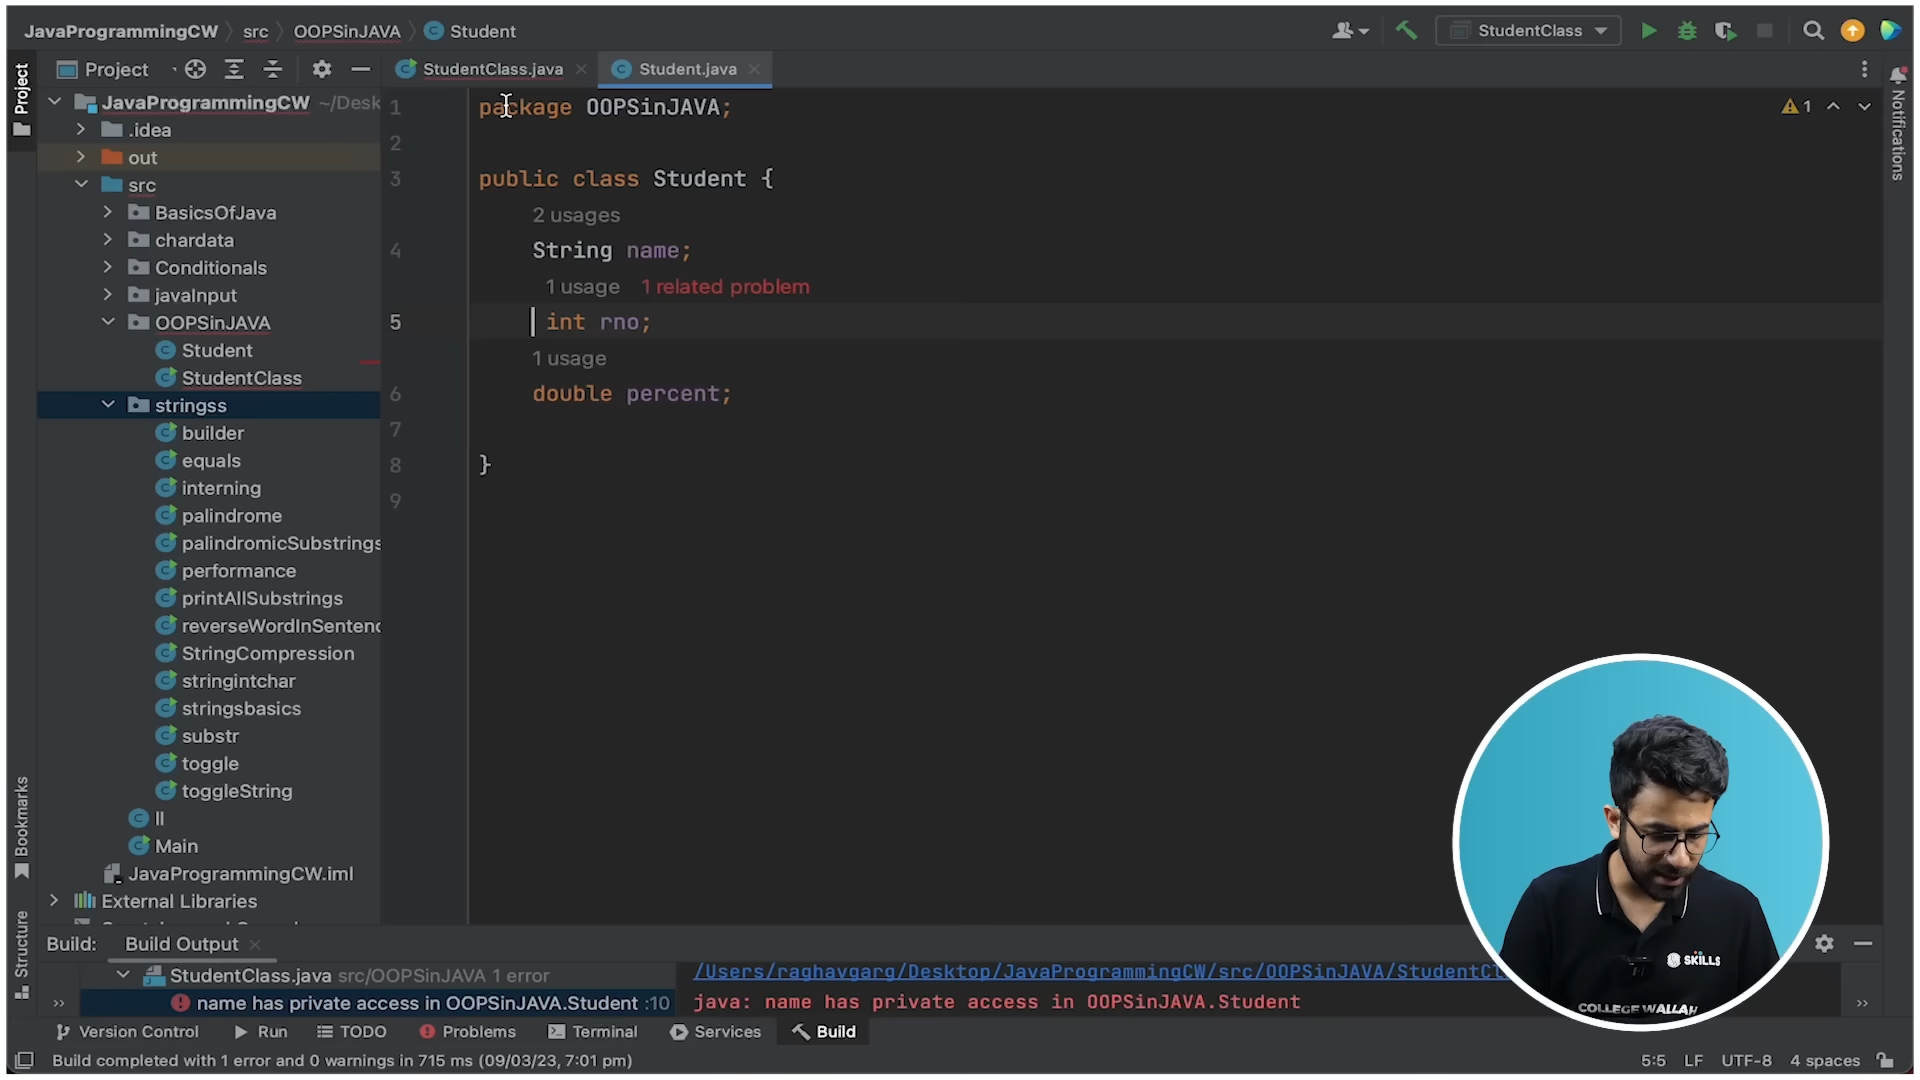 JavaProgrammingCW
src
OOPSinJAVA
Student
StudentClass
Project
StudentClass.java
Student.java
Project
Notifications
Bookmarks
Structure
JavaProgrammingCW ~/Desk
.idea
out
src
BasicsOfJava
chardata
Conditionals
javaInput
OOPSinJAVA
Student
StudentClass
stringss
builder
equals
interning
palindrome
palindromicSubstrings
performance
printAllSubstrings
reverseWordInSentenc
StringCompression
stringintchar
stringsbasics
substr
toggle
toggleString
ll
Main
JavaProgrammingCW.iml
External Libraries
1 package OOPSinJAVA;
1
2
3 public class Student {
2 usages
4 String name;
1 usage 1 related problem
5 int rno;
1 usage
6 double percent;
7
8 }
9
SKILLS
COLLEGE WALLAH
Build: Build Output
StudentClass.java src/OOPSinJAVA 1 error
name has private access in OOPSinJAVA.Student :10
/Users/raghavgarg/Desktop/JavaProgrammingCW/src/OOPSinJAVA/StudentCl
java: name has private access in OOPSinJAVA.Student
Version Control Run TODO Problems Terminal Services Build
Build completed with 1 error and 0 warnings in 715 ms (09/03/23, 7:01 pm)
5:5 LF UTF-8 4 spaces